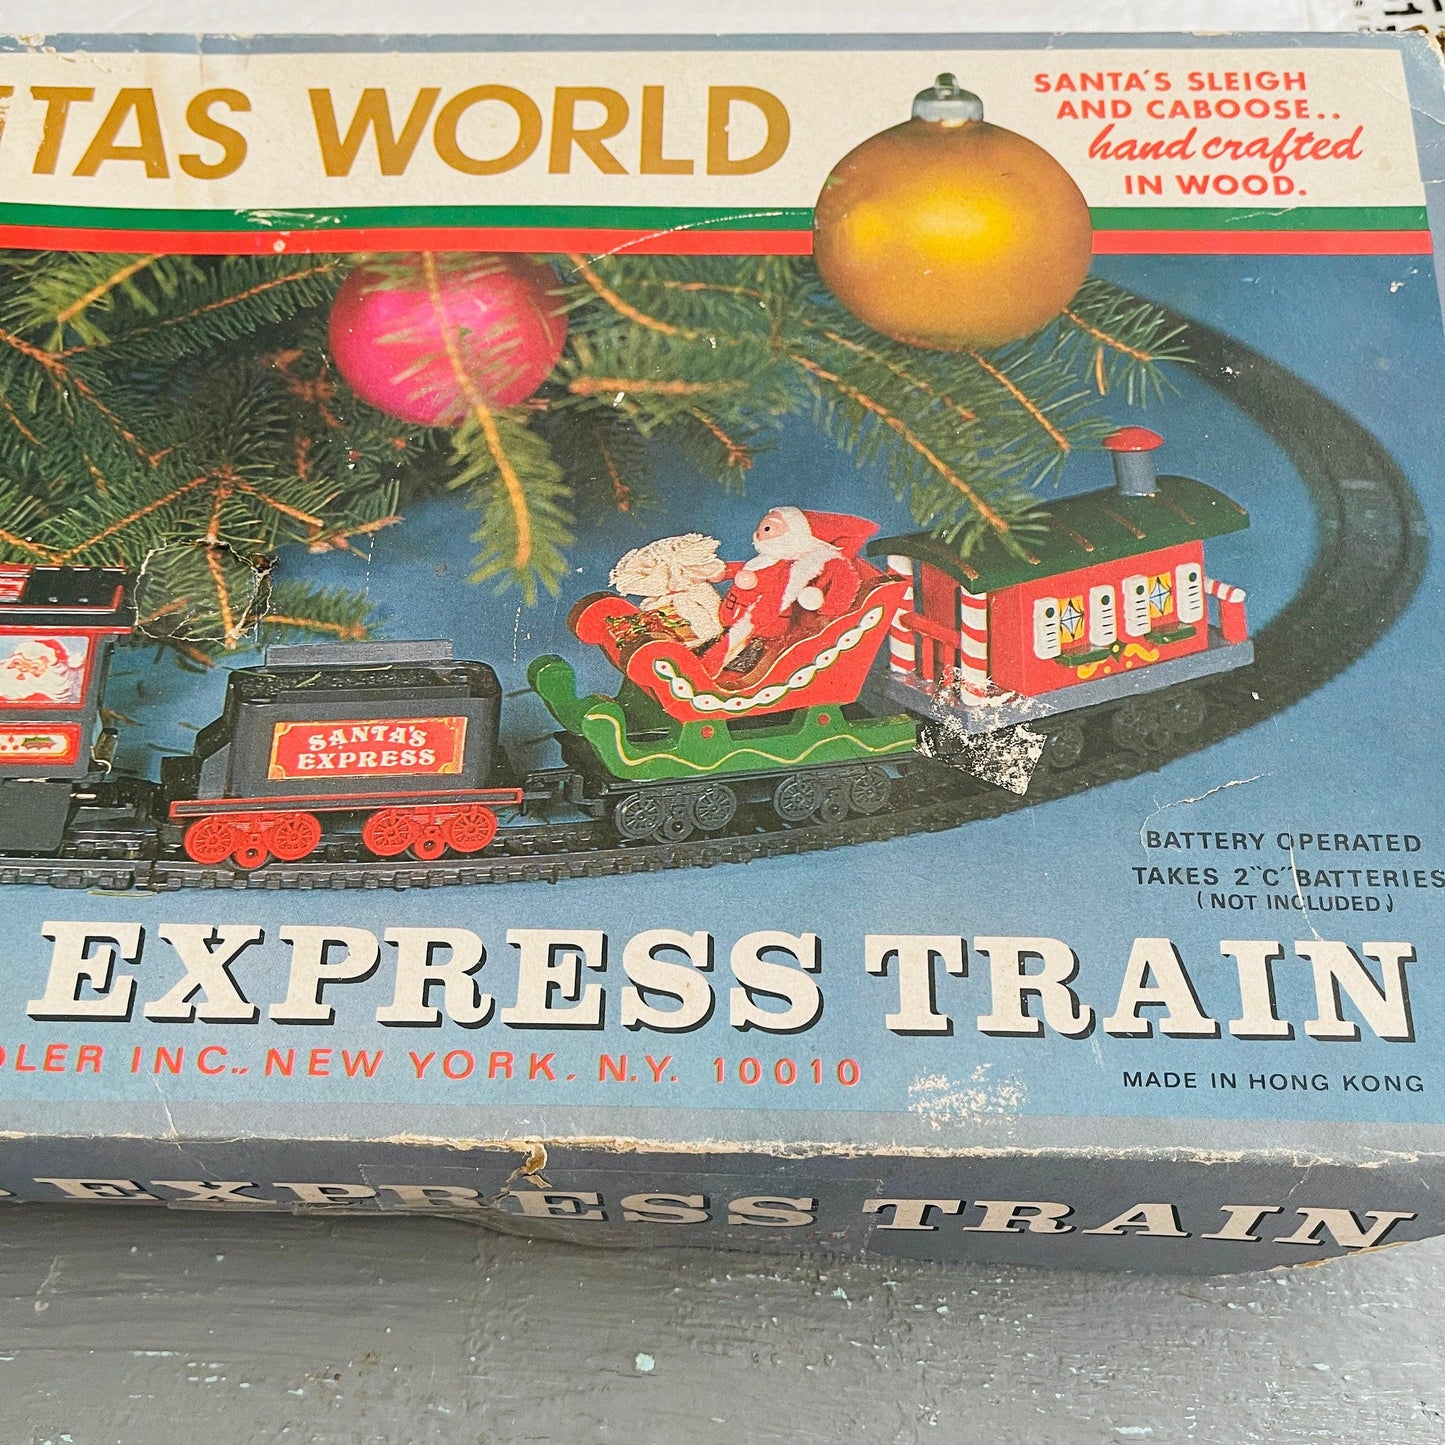 TAS WORLD
SANTA'S SLEIGH
AND CABOOSE..
hand crafted
IN WOOD.
SANTA'S
EXPRESS
BATTERY OPERATED
TAKES 2 "C" BATTERIES
(NOT INCLUDED)
EXPRESS TRAIN
DLER INC., NEW YORK, N.Y. 10010
MADE IN HONG KONG
EXPRESS TRAIN